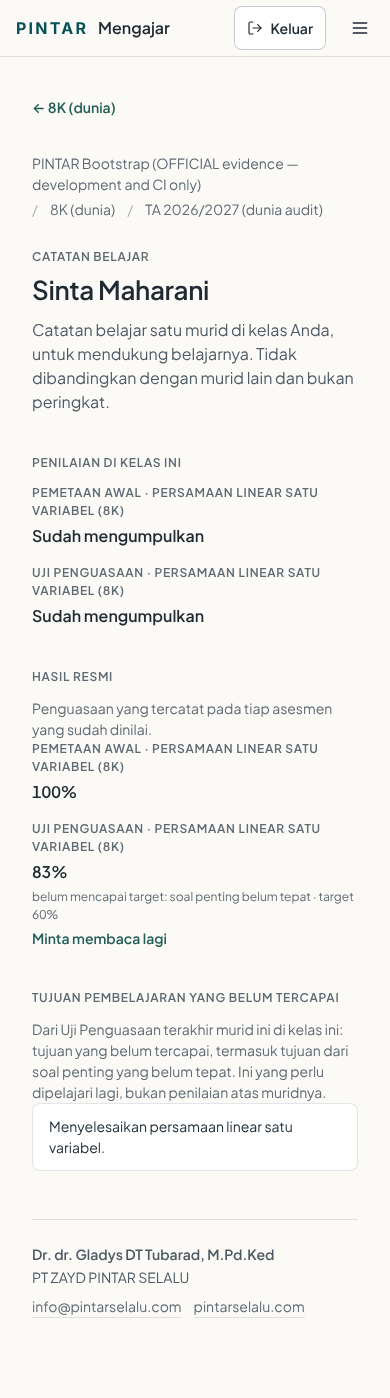 PINTAR Mengajar
Keluar
← 8K (dunia)
PINTAR Bootstrap (OFFICIAL evidence —
development and CI only)
/ 8K (dunia) / TA 2026/2027 (dunia audit)
CATATAN BELAJAR
Sinta Maharani
Catatan belajar satu murid di kelas Anda,
untuk mendukung belajarnya. Tidak
dibandingkan dengan murid lain dan bukan
peringkat.
PENILAIAN DI KELAS INI
PEMETAAN AWAL · PERSAMAAN LINEAR SATU
VARIABEL (8K)
Sudah mengumpulkan
UJI PENGUASAAN · PERSAMAAN LINEAR SATU
VARIABEL (8K)
Sudah mengumpulkan
HASIL RESMI
Penguasaan yang tercatat pada tiap asesmen
yang sudah dinilai.
PEMETAAN AWAL · PERSAMAAN LINEAR SATU
VARIABEL (8K)
100%
UJI PENGUASAAN · PERSAMAAN LINEAR SATU
VARIABEL (8K)
83%
belum mencapai target: soal penting belum tepat · target
60%
Minta membaca lagi
TUJUAN PEMBELAJARAN YANG BELUM TERCAPAI
Dari Uji Penguasaan terakhir murid ini di kelas ini:
tujuan yang belum tercapai, termasuk tujuan dari
soal penting yang belum tepat. Ini yang perlu
dipelajari lagi, bukan penilaian atas muridnya.
Menyelesaikan persamaan linear satu
variabel.
Dr. dr. Gladys DT Tubarad, M.Pd.Ked
PT ZAYD PINTAR SELALU
info@pintarselalu.com pintarselalu.com